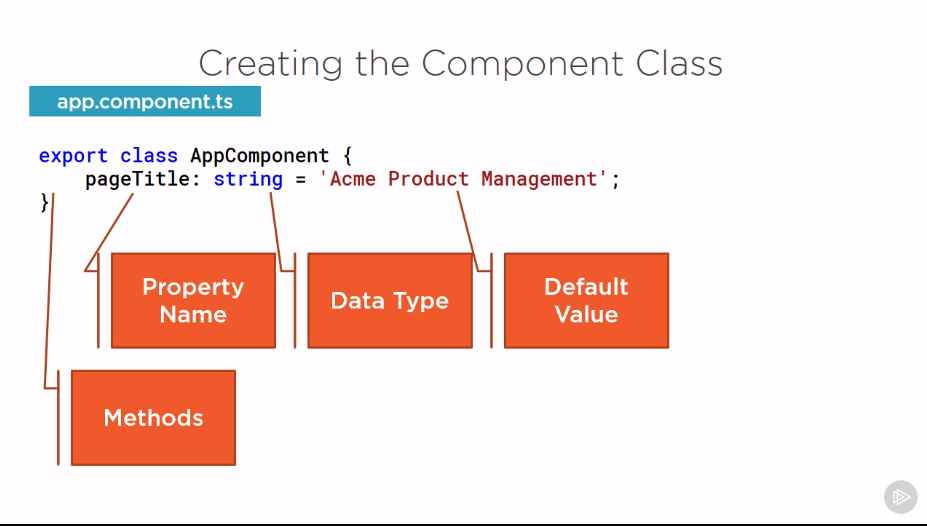 Creating the Component Class
app.component.ts
export class AppComponent {
    pageTitle: string = 'Acme Product Management';
}
Property
Name
Data Type
Default
Value
Methods